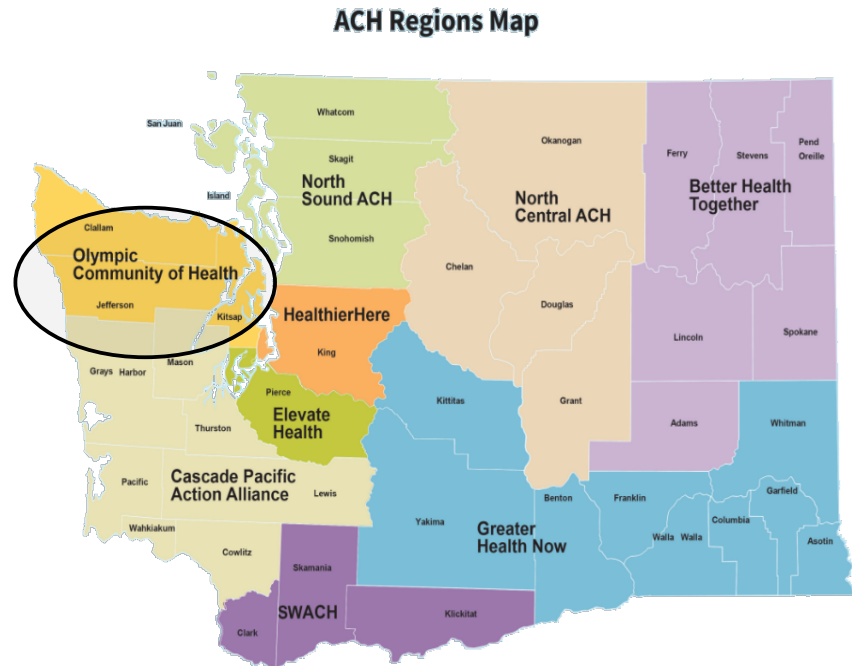 ACH Regions Map
Whatcom
San Juan
Okanogan
Skagit
Ferry
Stevens
Pend
Oreille
North
Sound ACH
Island
North
Central ACH
Better Health
Together
Clallam
Snohomish
Olympic
Community of Health
Chelan
Jefferson
Kitsap
HealthierHere
Douglas
Lincoln
Spokane
King
Mason
Grays Harbor
Pierce
Kittitas
Grant
Elevate
Health
Adams
Whitman
Thurston
Cascade Pacific
Action Alliance
Pacific
Lewis
Benton
Franklin
Garfield
Yakima
Greater
Health Now
Columbia
Wahkiakum
Walla Walla
Asotin
Cowlitz
Skamania
SWACH
Klickitat
Clark